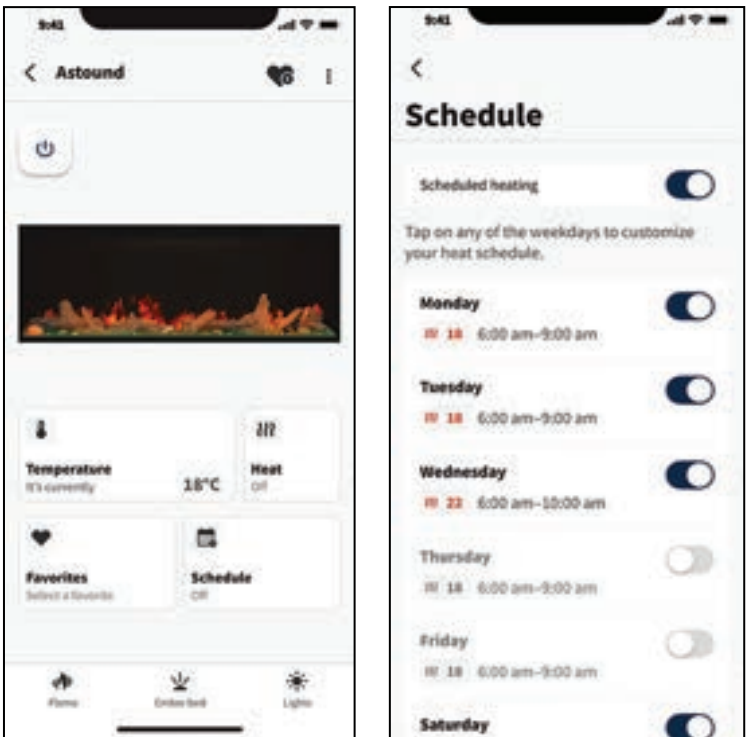 9:41
Astound
Temperature
It's currently
18°C
Heat
Off
Favorites
Select a favorite
Schedule
Off
Flame
Ember bed
Lights
9:41
Schedule
Scheduled heating
Tap on any of the weekdays to customize
your heat schedule.
Monday
18 6:00 am–9:00 am
Tuesday
18 6:00 am–9:00 am
Wednesday
22 6:00 am–10:00 am
Thursday
18 6:00 am–9:00 am
Friday
18 6:00 am–9:00 am
Saturday